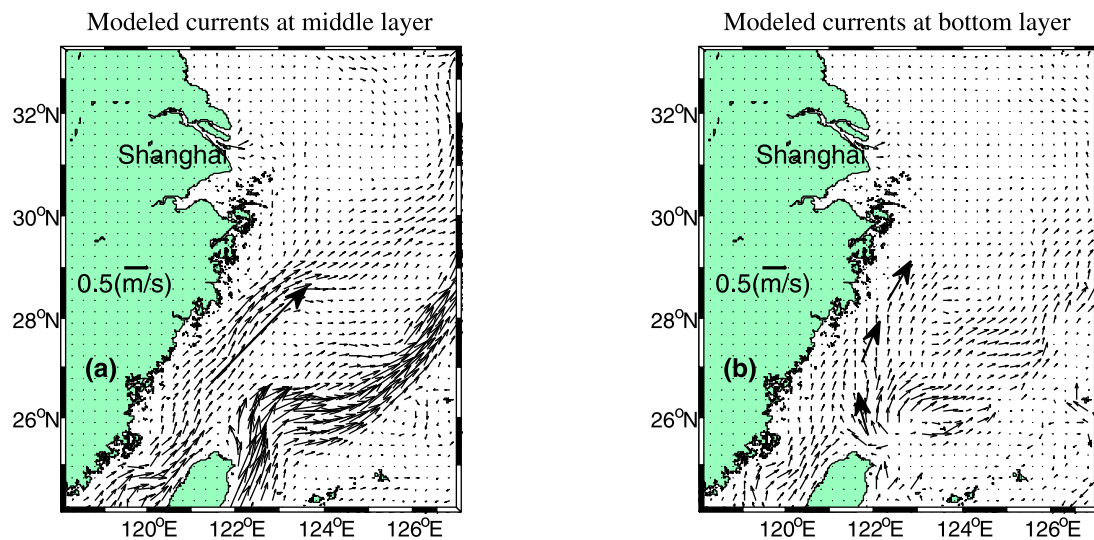 Modeled currents at middle layer
32°N
30°N
28°N
26°N
Shanghai
0.5(m/s)
(a)
120°E 122°E 124°E 126°E
Modeled currents at bottom layer
32°N
30°N
28°N
26°N
Shanghai
0.5(m/s)
(b)
120°E 122°E 124°E 126°E